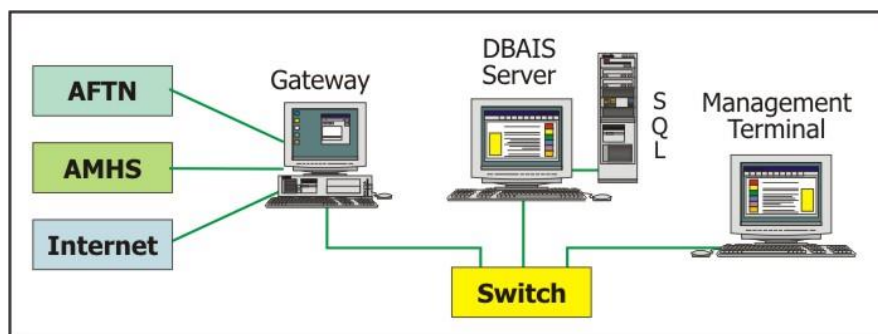 AFTN
AMHS
Internet
Gateway
DBAIS
Server
S
Q
L
Management
Terminal
Switch